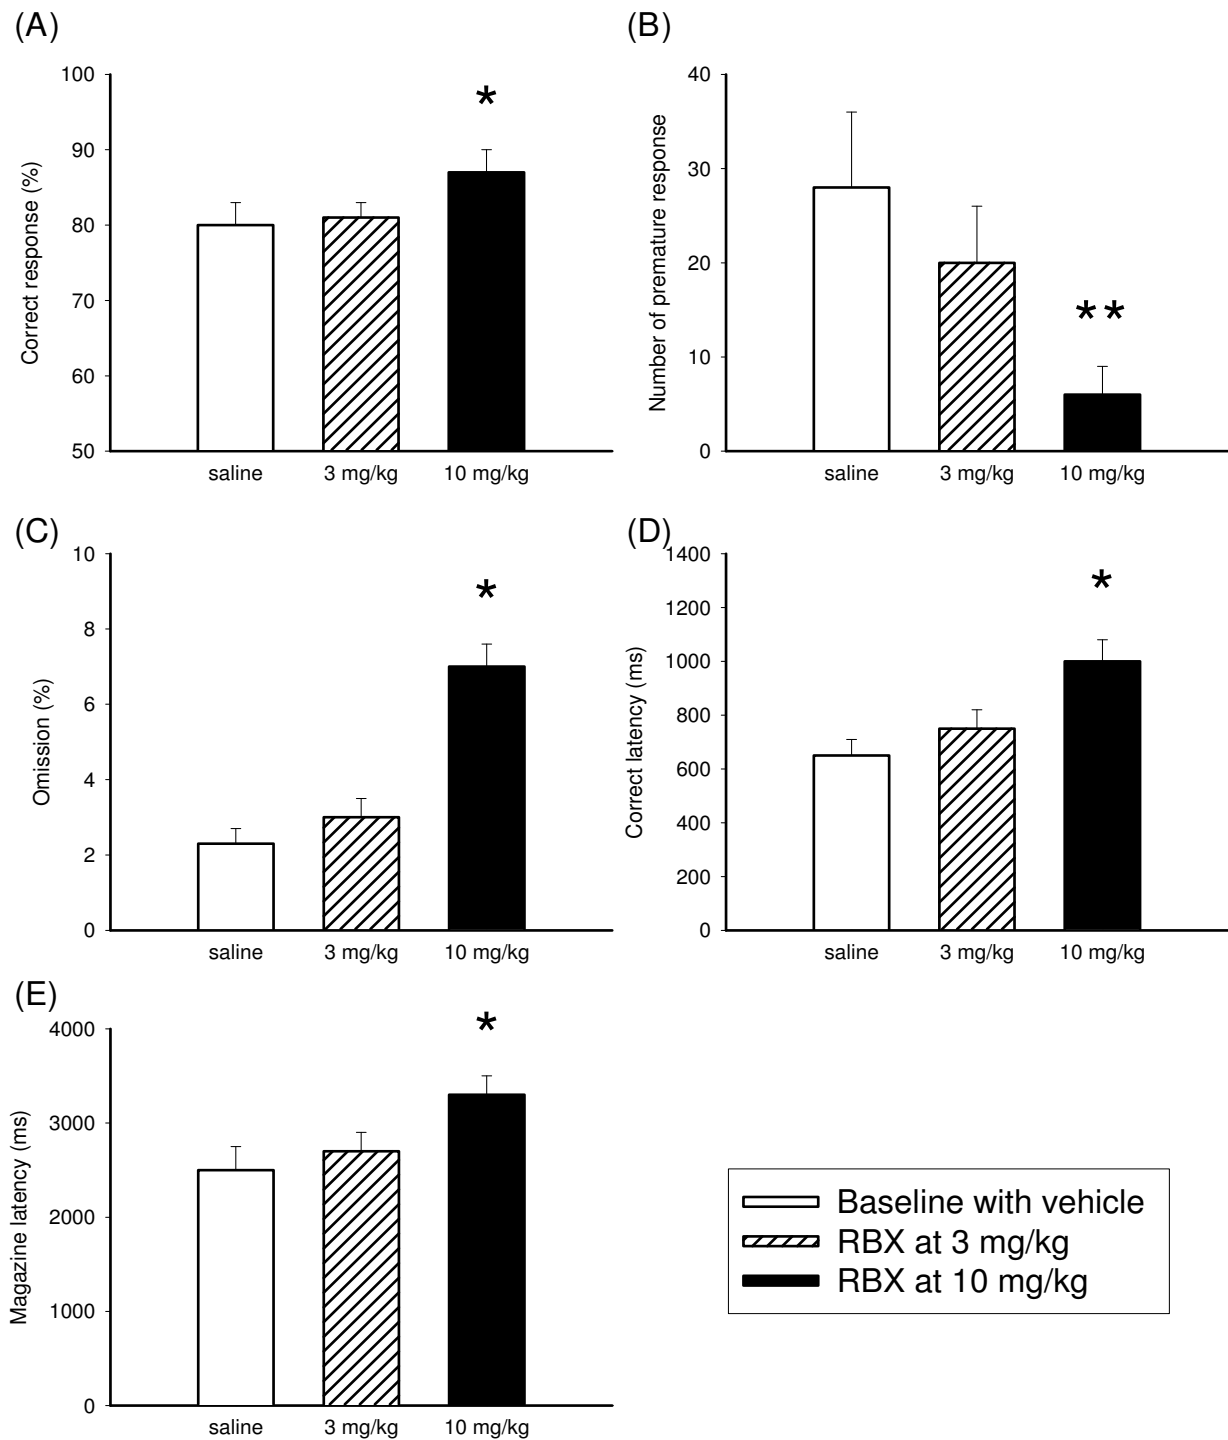 (A)
Correct response (%)
100
90
80
70
60
50
*
saline 3 mg/kg 10 mg/kg
(B)
Number of premature response
40
30
20
10
0
**
saline 3 mg/kg 10 mg/kg
(C)
Omission (%)
10
8
6
4
2
0
*
saline 3 mg/kg 10 mg/kg
(D)
Correct latency (ms)
1400
1200
1000
800
600
400
200
0
*
saline 3 mg/kg 10 mg/kg
(E)
Magazine latency (ms)
4000
3000
2000
1000
0
*
saline 3 mg/kg 10 mg/kg
Baseline with vehicle
RBX at 3 mg/kg
RBX at 10 mg/kg